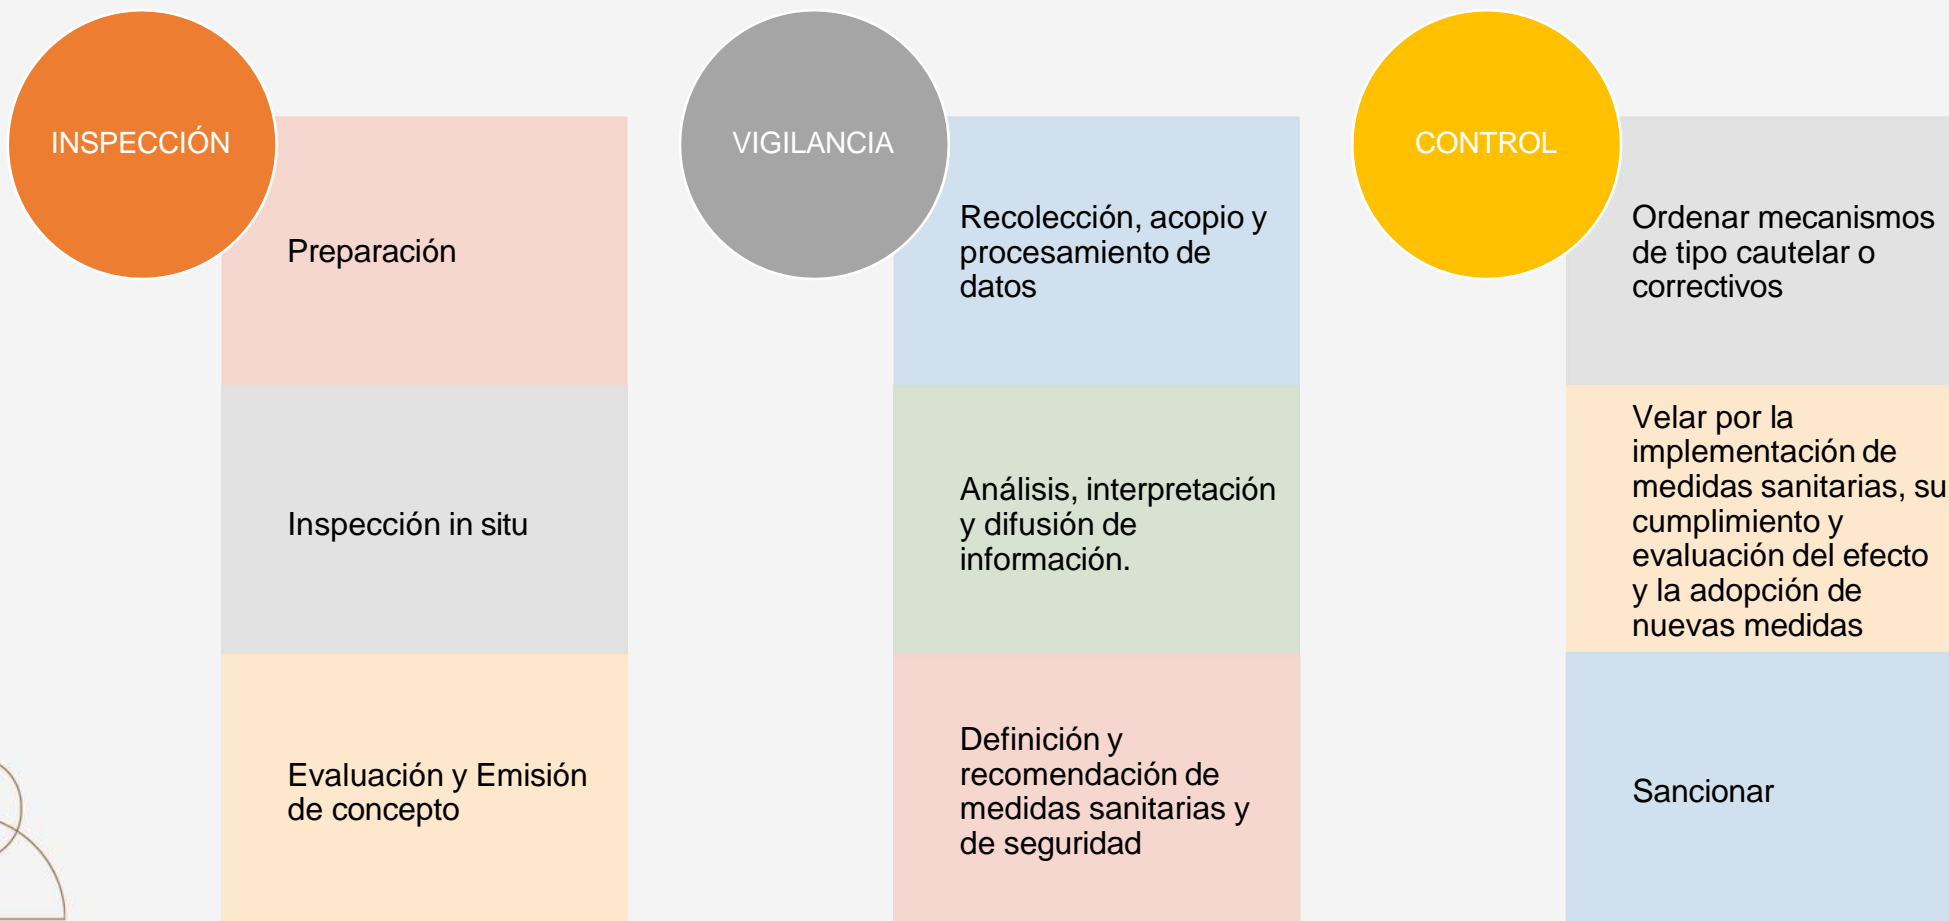 INSPECCIÓN
Preparación
Inspección in situ
Evaluación y Emisión
de concepto
VIGILANCIA
Recolección, acopio y
procesamiento de
datos
Análisis, interpretación
y difusión de
información.
Definición y
recomendación de
medidas sanitarias y
de seguridad
CONTROL
Ordenar mecanismos
de tipo cautelar o
correctivos
Velar por la
implementación de
medidas sanitarias, su
cumplimiento y
evaluación del efecto
y la adopción de
nuevas medidas
Sancionar